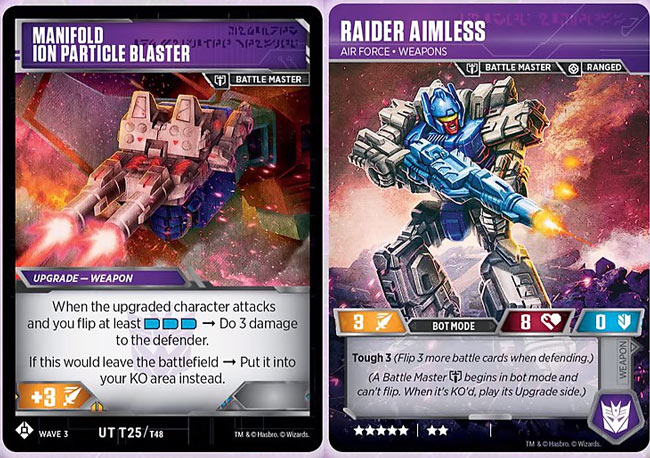 MANIFOLD
ION PARTICLE BLASTER
BATTLE MASTER
UPGRADE — WEAPON
When the upgraded character attacks
and you flip at least → Do 3 damage
to the defender.
If this would leave the battlefield → Put it into
your KO area instead.
+3
WAVE 3
UT T25/T48
TM & © Hasbro. © Wizards.
RAIDER AIMLESS
AIR FORCE • WEAPONS
BATTLE MASTER
RANGED
3
BOT MODE
8
0
Tough 3 (Flip 3 more battle cards when defending.)
(A Battle Master begins in bot mode and
can't flip. When it's KO'd, play its Upgrade side.)
WEAPON
★★★★★ | ★★
TM & © Hasbro. © Wizards.